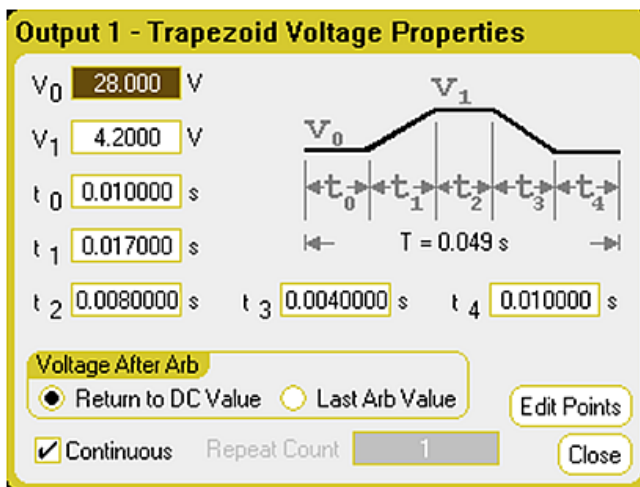 Output 1 - Trapezoid Voltage Properties
V0 28.000 V
V1 4.2000 V
t0 0.010000 s
t1 0.017000 s
V0 V1
t0 t1 t2 t3 t4
T = 0.049 s
t2 0.0080000 s t3 0.0040000 s t4 0.010000 s
Voltage After Arb
Return to DC Value Last Arb Value
Edit Points
Continuous Repeat Count 1
Close